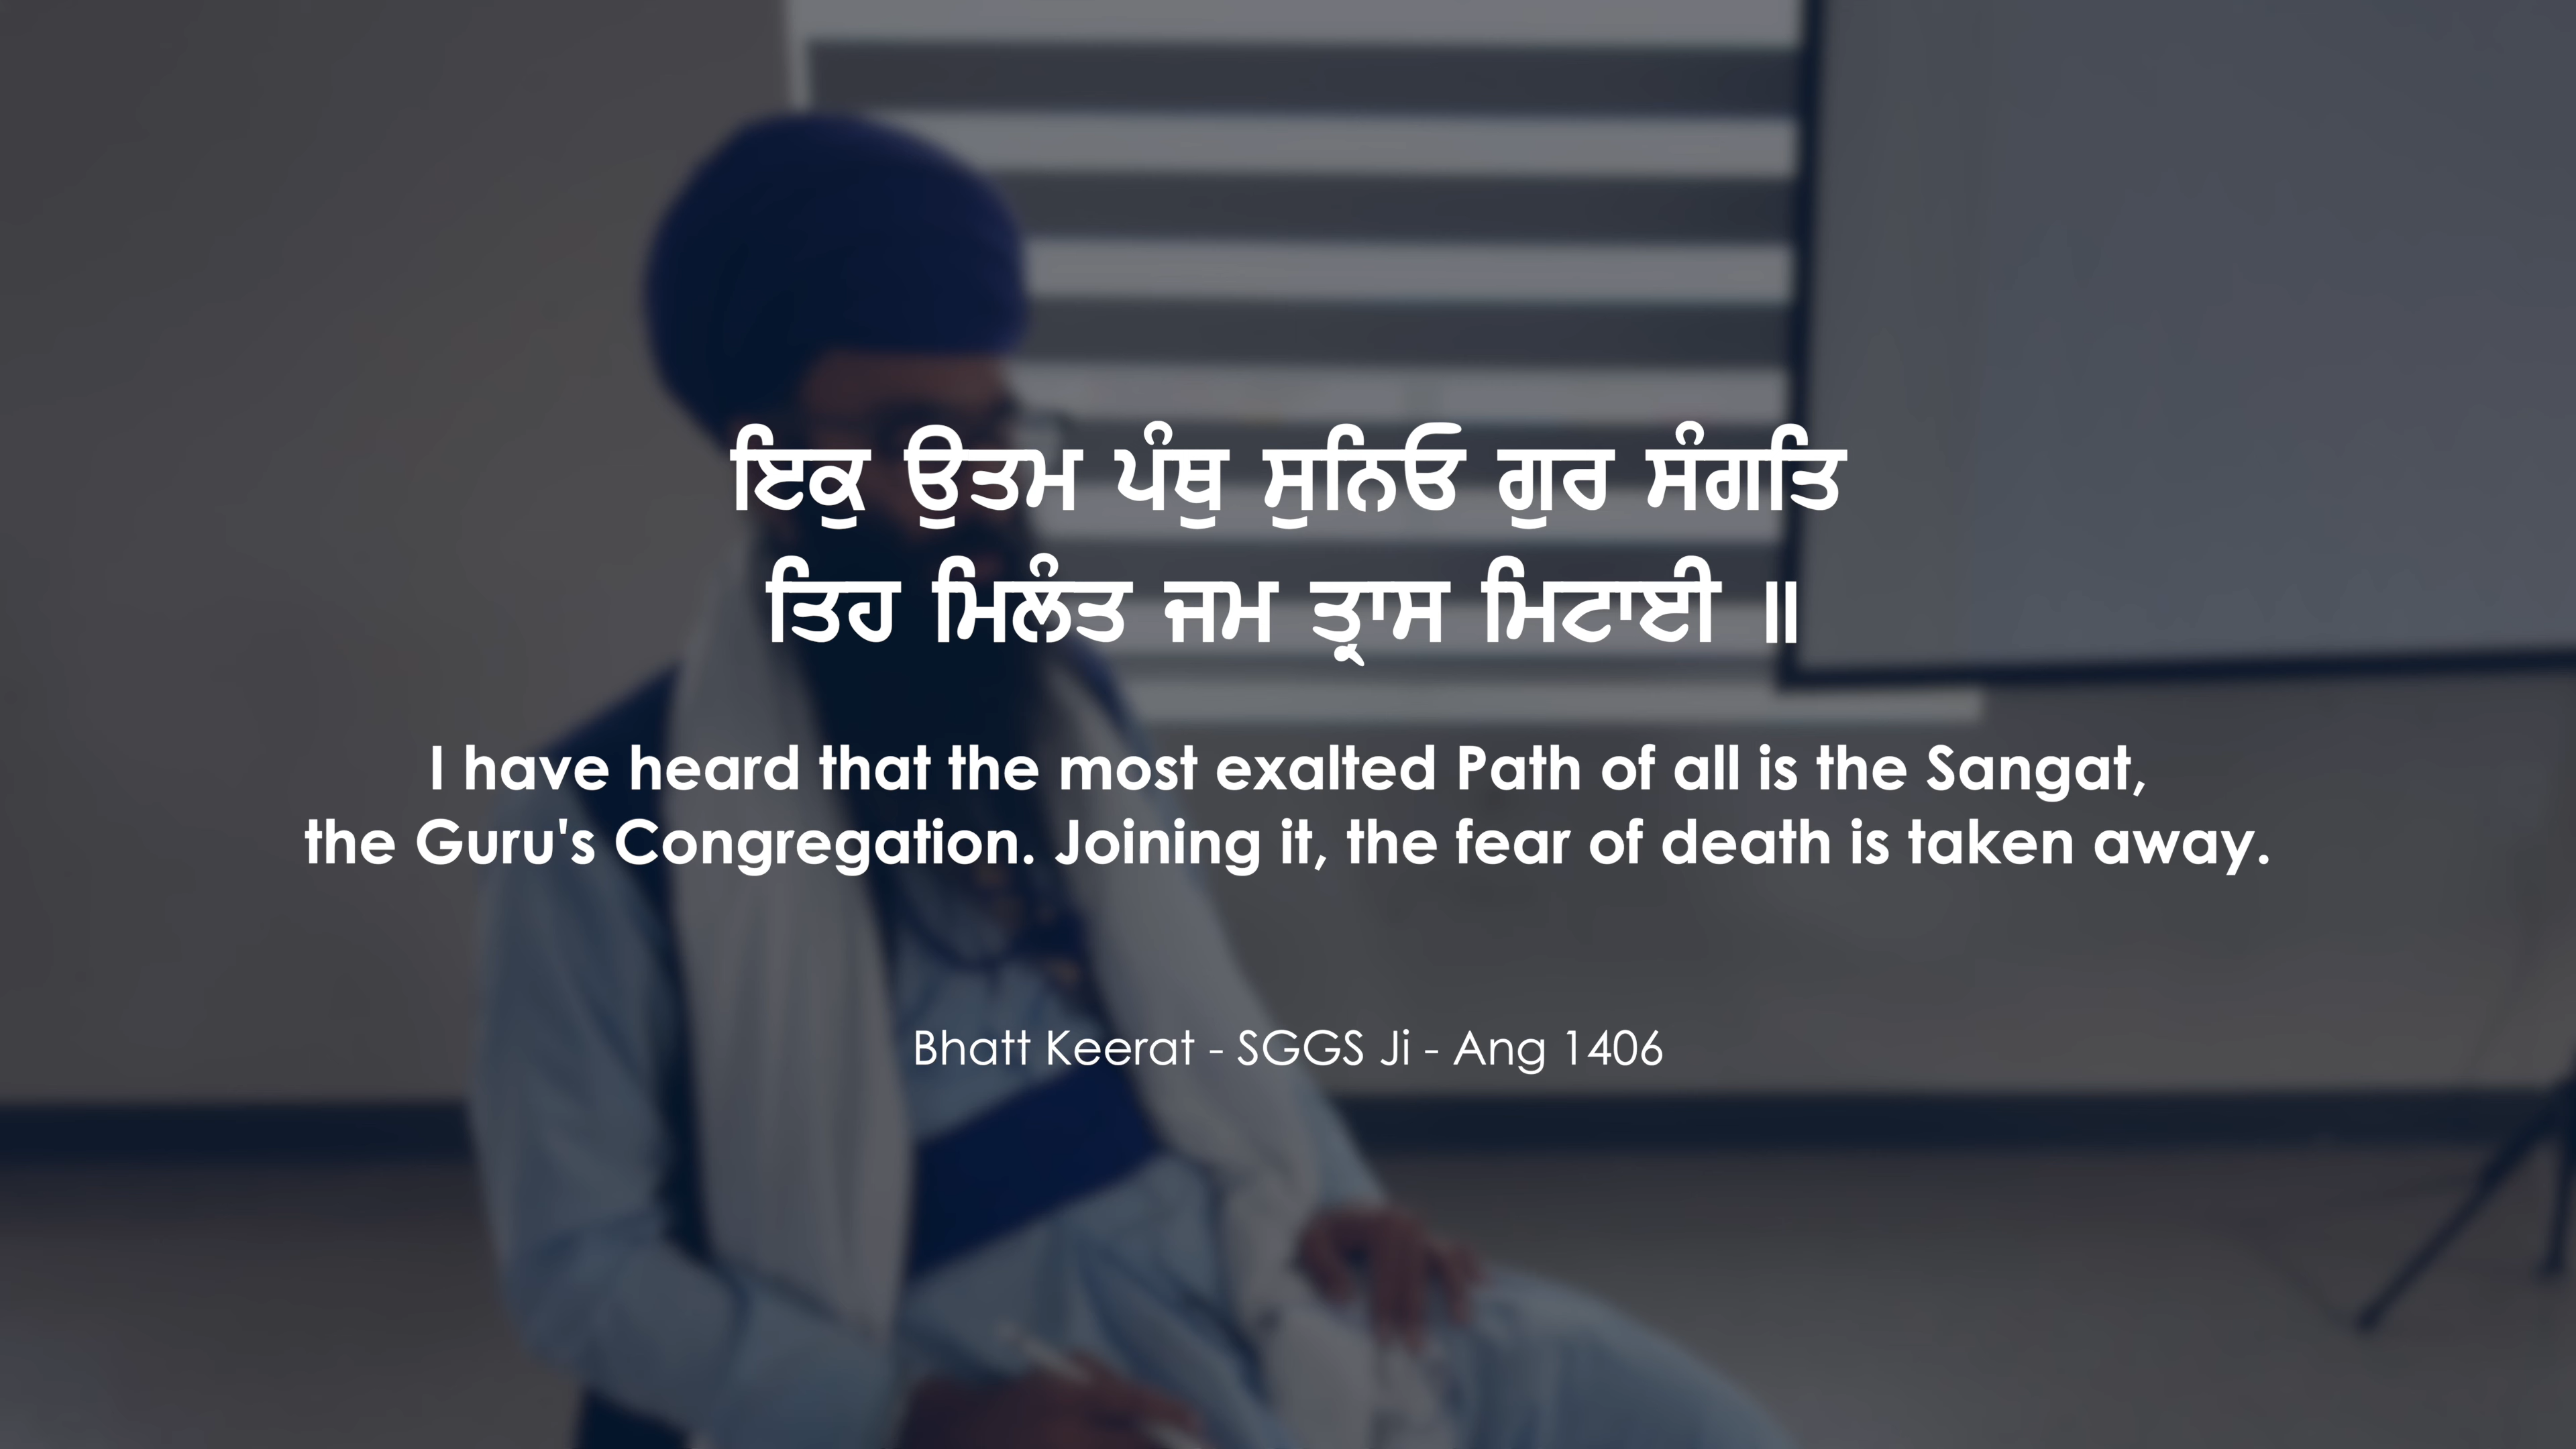 ਇਕੁ ਉਤਮ ਪੰਥੁ ਸੁਨਿਓ ਗੁਰ ਸੰਗਤਿ
ਤਿਹ ਮਿਲੰਤ ਜਮ ਤ੍ਰਾਸ ਮਿਟਾਈ ॥
I have heard that the most exalted Path of all is the Sangat,
the Guru's Congregation. Joining it, the fear of death is taken away.
Bhatt Keerat - SGGS Ji - Ang 1406